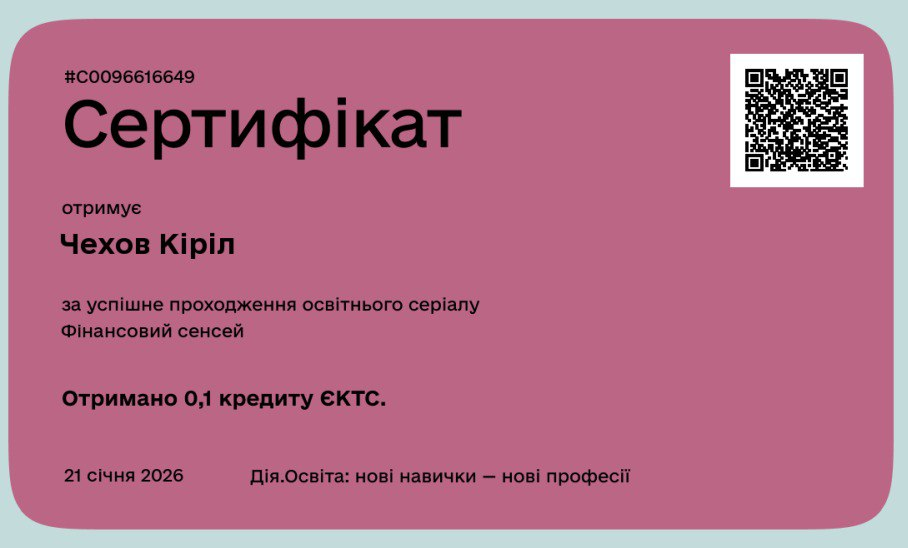 #C0096616649
Сертифікат
отримує
Чехов Кіріл
за успішне проходження освітнього серіалу
Фінансовий сенсей
Отримано 0,1 кредиту ЄКТС.
21 січня 2026
Дія.Освіта: нові навички — нові професії